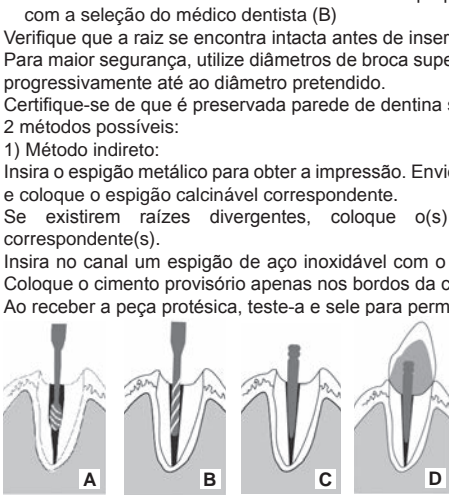 com a seleção do médico dentista (B)
Verifique que a raiz se encontra intacta antes de inser
Para maior segurança, utilize diâmetros de broca supe
progressivamente até ao diâmetro pretendido.
Certifique-se de que é preservada parede de dentina s
2 métodos possíveis:
1) Método indireto:
Insira o espigão metálico para obter a impressão. Envie
e coloque o espigão calcinável correspondente.
Se existirem raízes divergentes, coloque o(s)
correspondente(s).
Insira no canal um espigão de aço inoxidável com o
Coloque o cimento provisório apenas nos bordos da c
Ao receber a peça protésica, teste-a e sele para perm
A
B
C
D